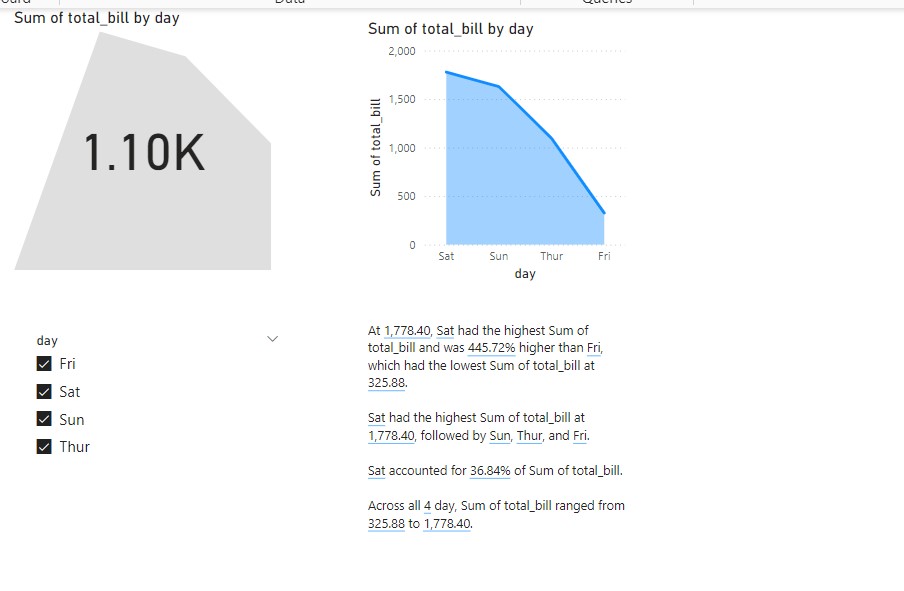 Data
Sum of total_bill by day
1.10K
Sum of total_bill by day
2,000
1,500
1,000
500
0
Sum of total_bill
Sat Sun Thur Fri
day
day
Fri
Sat
Sun
Thur
At 1,778.40, Sat had the highest Sum of
total_bill and was 445.72% higher than Fri,
which had the lowest Sum of total_bill at
325.88.
Sat had the highest Sum of total_bill at
1,778.40, followed by Sun, Thur, and Fri.
Sat accounted for 36.84% of Sum of total_bill.
Across all 4 day, Sum of total_bill ranged from
325.88 to 1,778.40.